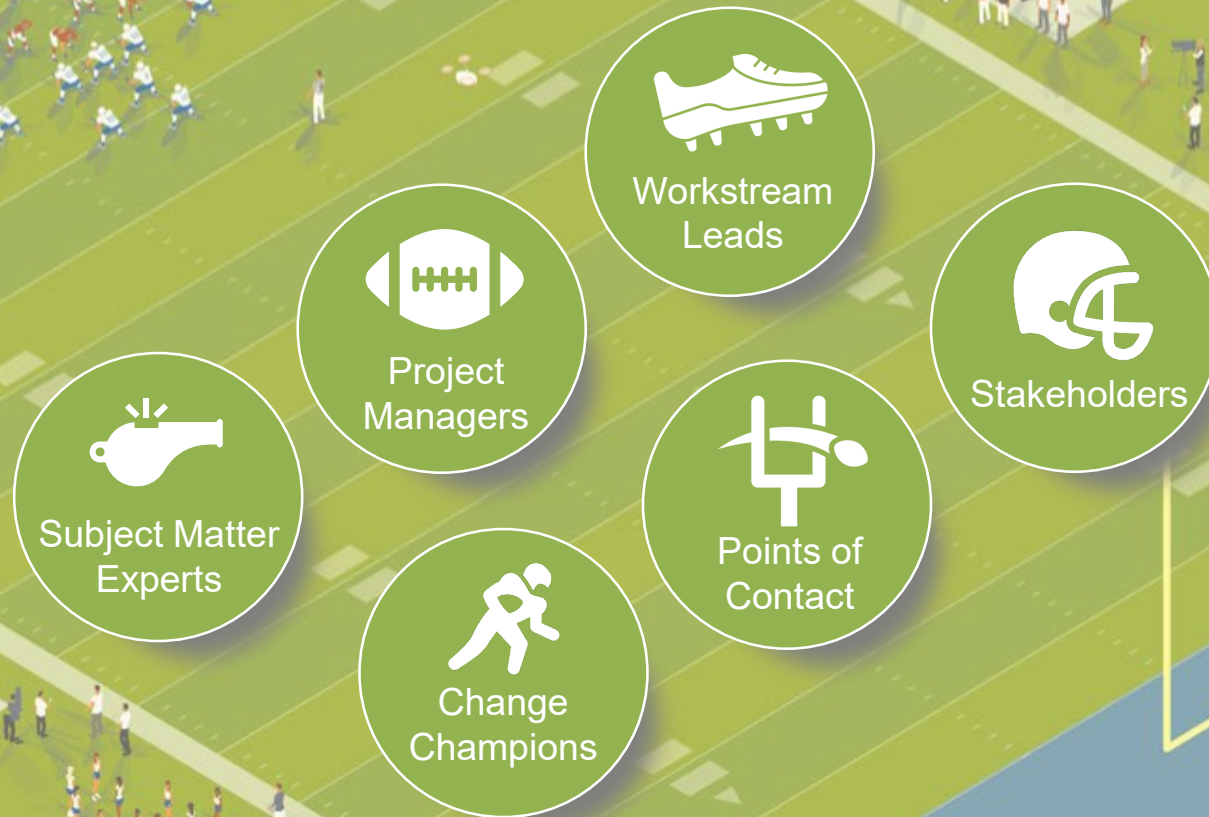 Workstream
Leads
Project
Managers
Stakeholders
Subject Matter
Experts
Points of
Contact
Change
Champions